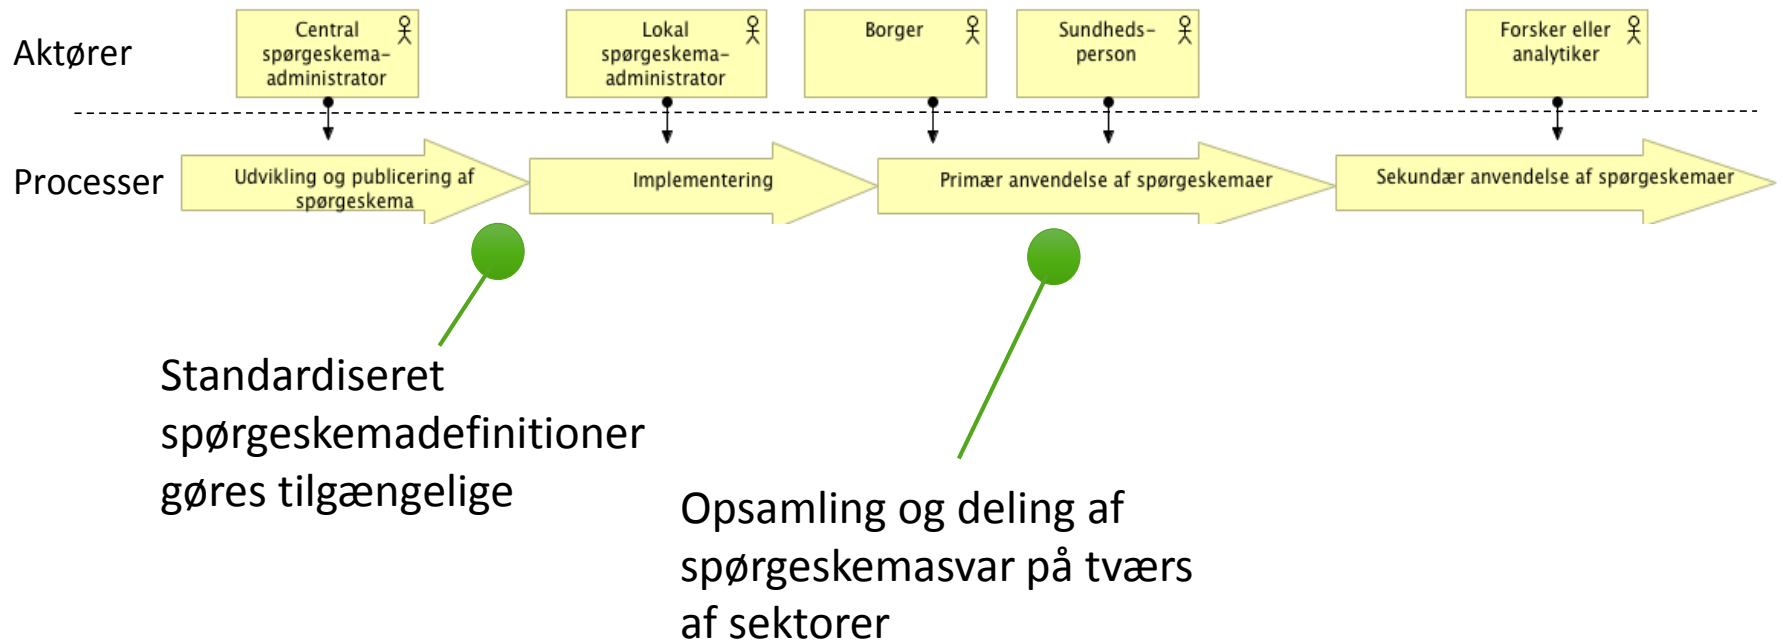 Aktører
Central
spørgeskema-
administrator
Lokal
spørgeskema-
administrator
Borger
Sundheds-
person
Forsker eller
analytiker
Processer
Udvikling og publicering af
spørgeskema
Implementering
Primær anvendelse af spørgeskemaer
Sekundær anvendelse af spørgeskemaer
Standardiseret
spørgeskemadefinitioner
gøres tilgængelige
Opsamling og deling af
spørgeskemasvar på tværs
af sektorer